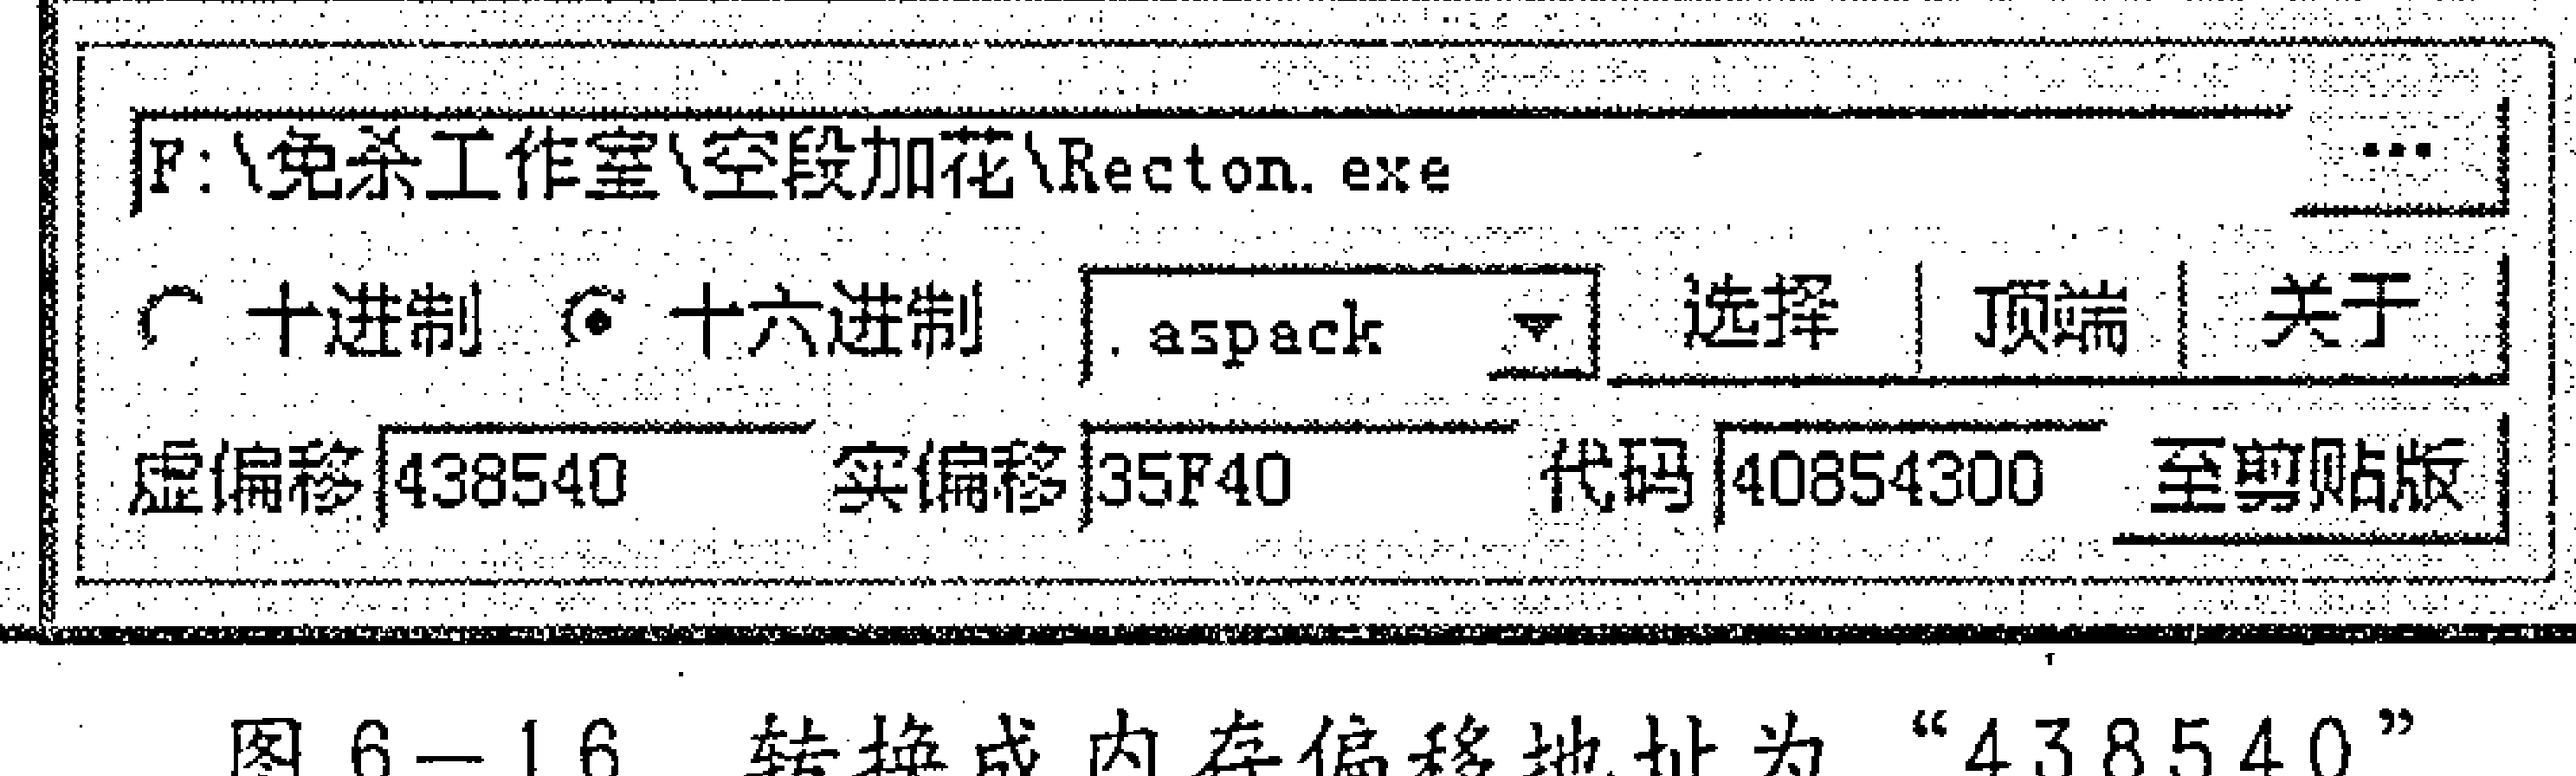 F:\免杀工作室\空段加花\Recton.exe ...
十进制 十六进制 .aspack 选择 顶端 关于
虚偏移 438540 实偏移 35F40 代码 40854300 至剪贴版
图6-16 转换成内存偏移地址为“438540”